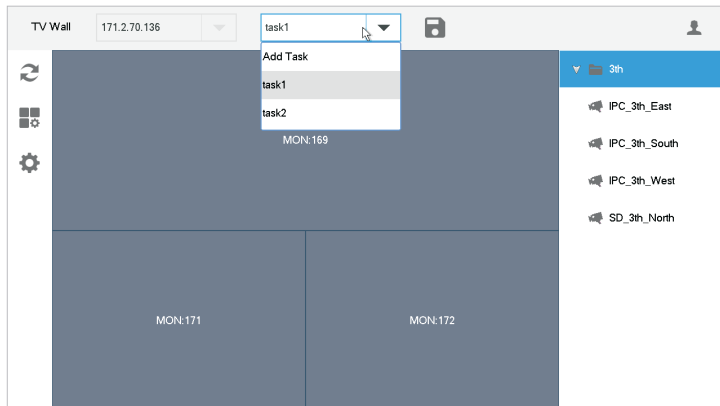 TV Wall
171.2.70.136
task1
Add Task
task1
task2
MON:169
MON:171
MON:172
3th
IPC_3th_East
IPC_3th_South
IPC_3th_West
SD_3th_North